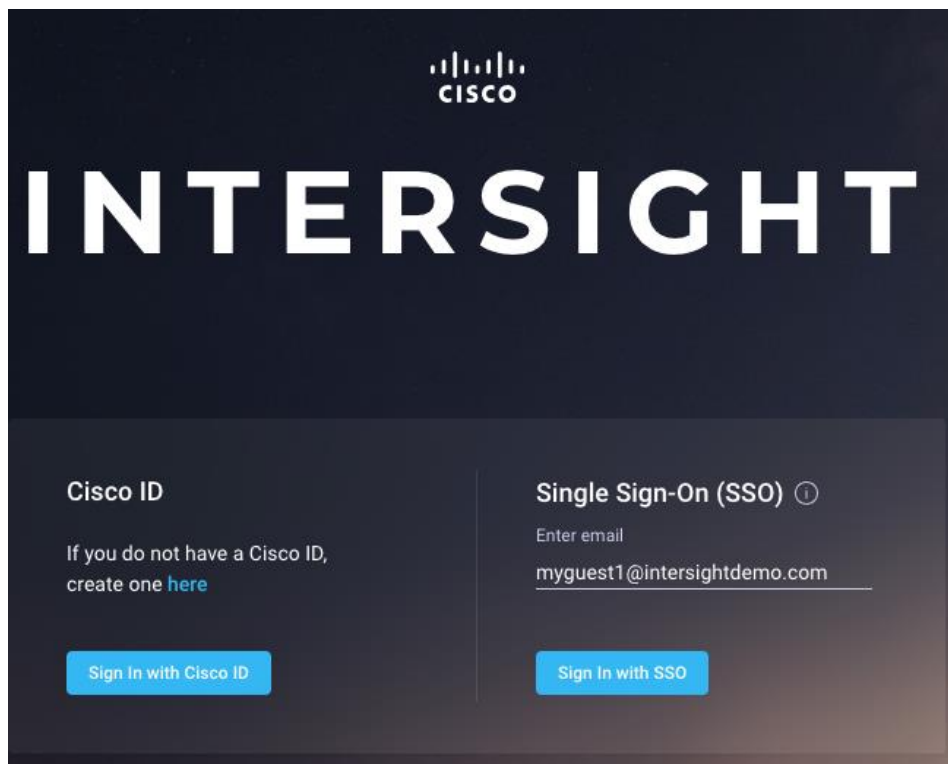 CISCO
INTERSIGHT
Cisco ID
If you do not have a Cisco ID,
create one here
Sign In with Cisco ID
Single Sign-On (SSO)
Enter email
myguest1@intersightdemo.com
Sign In with SSO